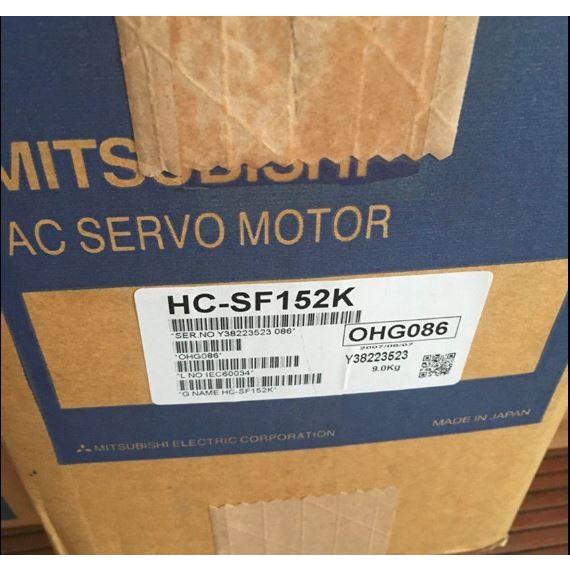 MITSUBISHI
AC SERVO MOTOR
HC-SF152K
*SER.NO Y38223523 086*
OHG086
*OHG086*
2007/08/07
Y38223523
*L NO IEC60034*
9.0Kg
*G NAME HC-SF152K*
MITSUBISHI ELECTRIC CORPORATION
MADE IN JAPAN